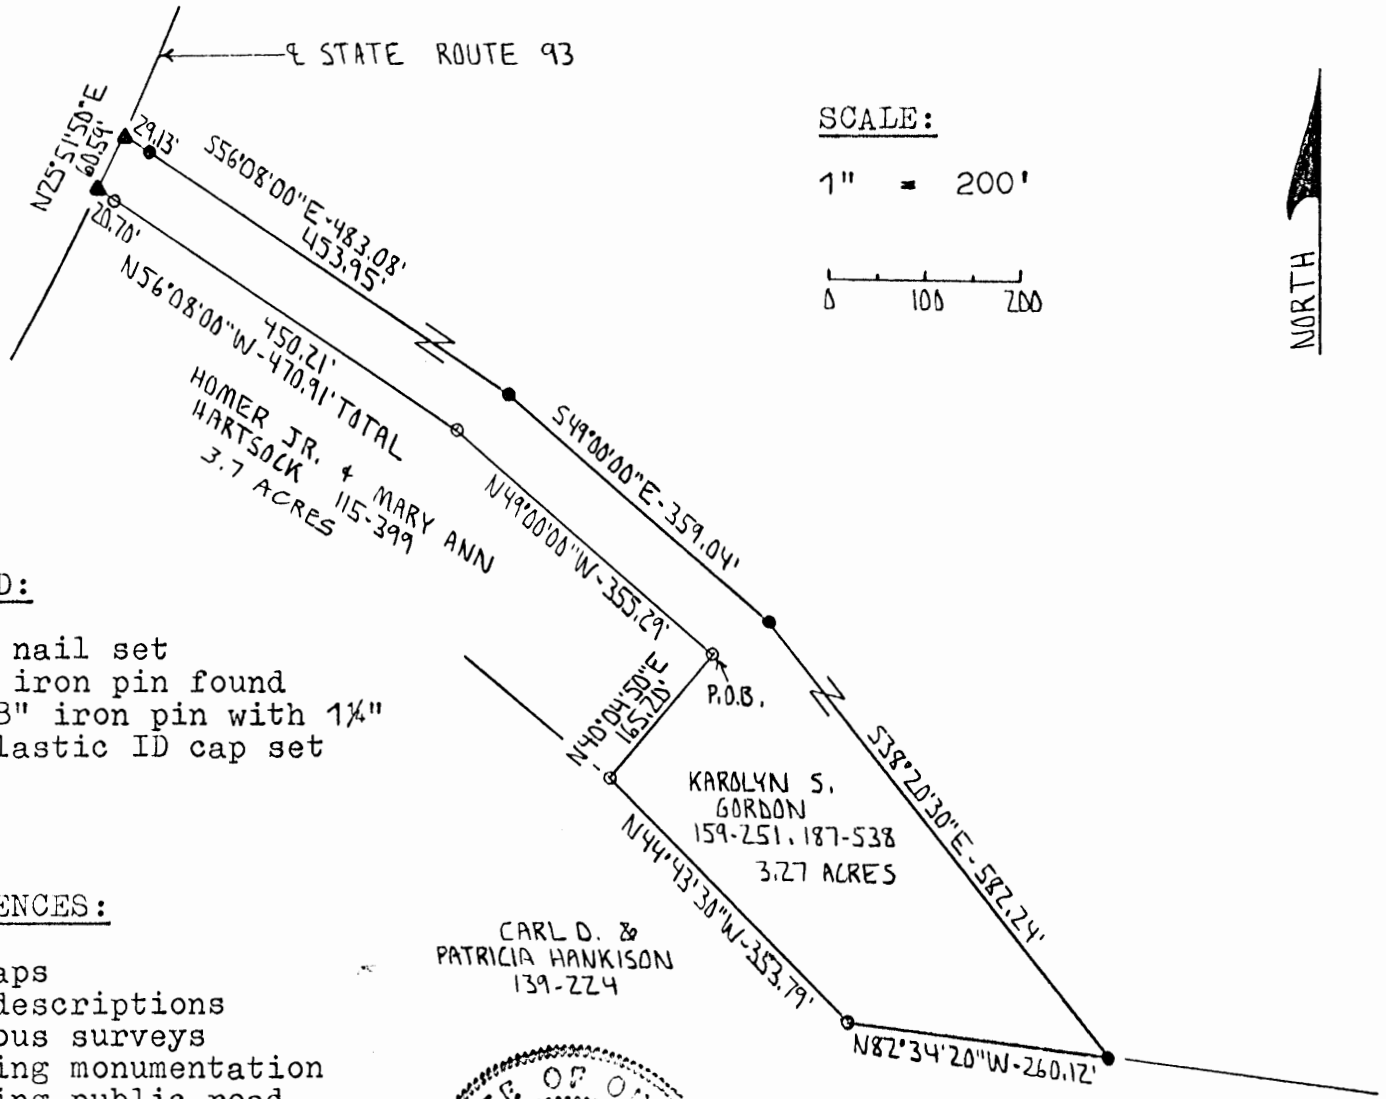 ℄ STATE ROUTE 93
N25°51'50"E
60.59'
29.13'
S56°08'00"E-483.08'
453.95'
SCALE:
1" = 200'
0 100 200
NORTH
20.70'
450.21'
N56°08'00"W-470.91' TOTAL
HOMER JR. & MARY ANN
HARTSOCK 115-399
3.7 ACRES
S49°00'00"E-359.04'
N49°00'00"W-355.29'
P.O.B.
N40°04'50"E
165.20'
S38°20'30"E-582.24'
KAROLYN S.
GORDON
159-251, 187-538
3.27 ACRES
N44°43'30"W-353.79'
N82°34'20"W-260.12'
CARL D. &
PATRICIA HANKISON
139-224
D:
nail set
iron pin found
8" iron pin with 1¼"
lastic ID cap set
ENCES:
aps
descriptions
ous surveys
ing monumentation
ing public road
E OF O